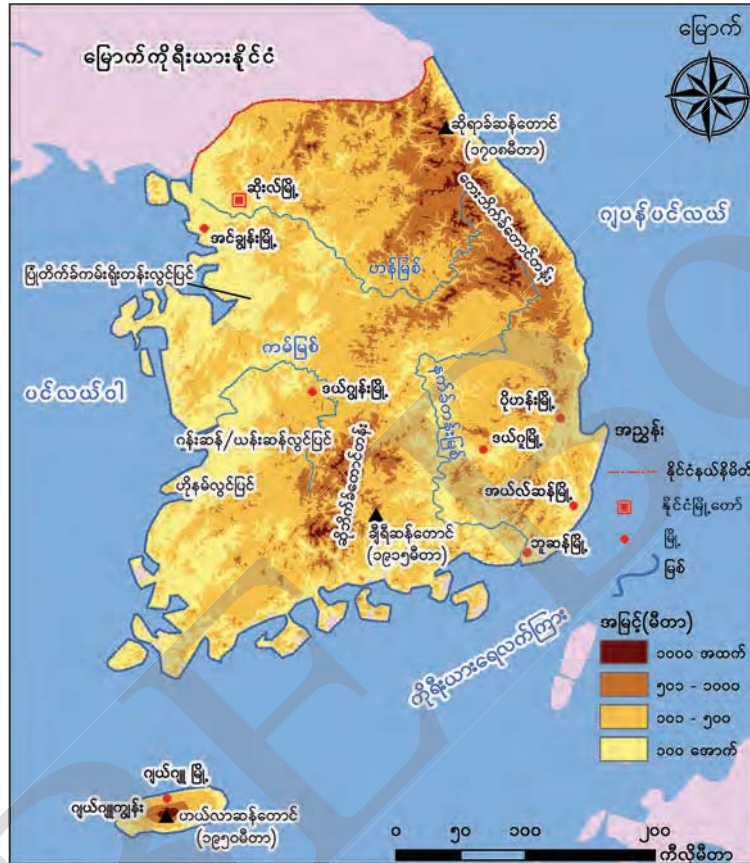 မြောက်
မြောက်ကိုရီးယားနိုင်ငံ
ဆိုရာခ်ဆန်တောင်
(၁၇၀၈မီတာ)
ဆိုးလ်မြို့
တေးဘိက်ခ်တောင်တန်း
ဂျပန်ပင်လယ်
အင်ချွန်းမြို့
ဟန်မြစ်
ပြီတိက်ခ်ကမ်းရိုးတန်းလွင်ပြင်
ကမ်မြစ်
ပင်လယ်ဝါ
ဒယ်ဂျွန်းမြို့
ပိုဟန်းမြို့
ဒယ်ဂူမြို့
ဂန်းဆန်/ယန်းဆန်လွင်ပြင်
ဟိုနမ်လွင်ပြင်
အယ်လ်ဆန်မြို့
ချီရီဆန်တောင်
(၁၉၁၅မီတာ)
ဘူဆန်မြို့
အညွှန်း
နိုင်ငံနယ်နိမိတ်
နိုင်ငံမြို့တော်
မြို့
မြစ်
ကိုရီးယားရေလက်ကြား
အမြင့်(မီတာ)
၁၀၀၀ အထက်
၅၀၁ - ၁၀၀၀
၁၀၁ - ၅၀၀
၁၀၀ အောက်
ဂျယ်ဂျူ မြို့
ဂျယ်ဂျူကျွန်း
ဟယ်လာဆန်တောင်
(၁၉၅၀မီတာ)
၀ ၅၀ ၁၀၀ ၂၀၀
ကီလိုမီတာ